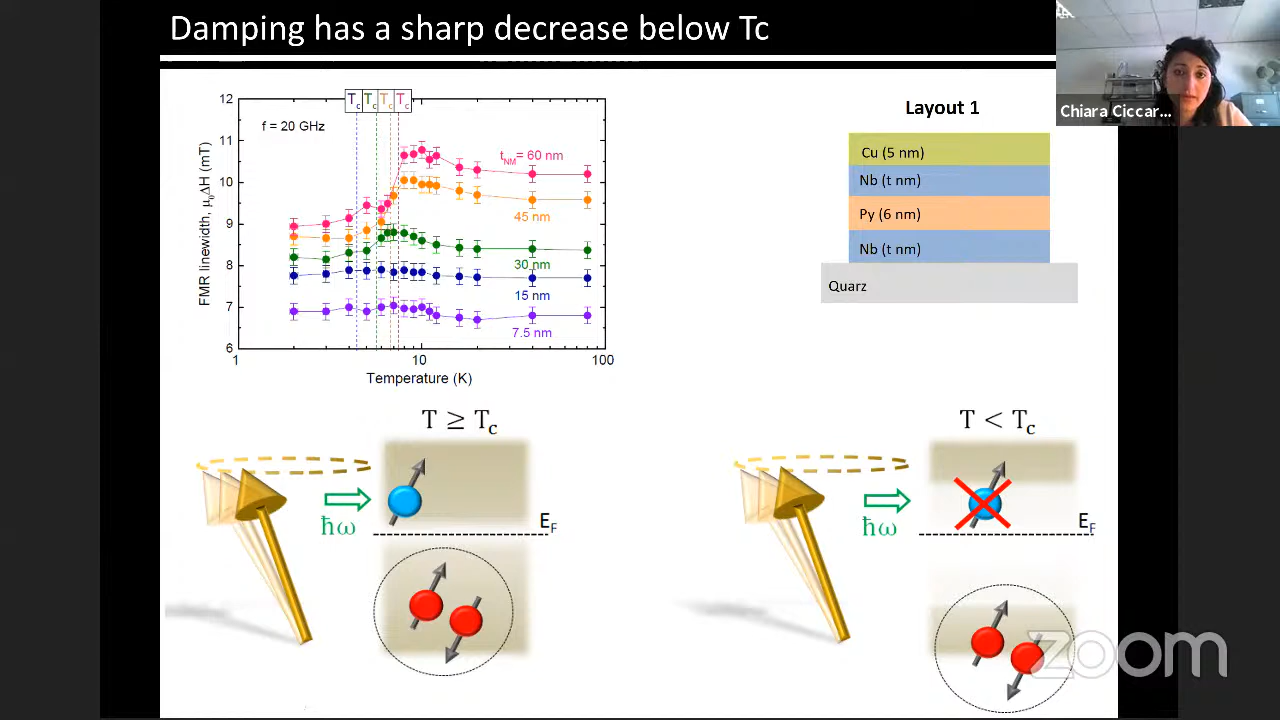 Damping has a sharp decrease below Tc
Chiara Ciccar...
Tc Tc Tc Tc
12
11
10
9
8
7
6
f = 20 GHz
tNM= 60 nm
45 nm
30 nm
15 nm
7.5 nm
FMR linewidth, μ0ΔH (mT)
1
10
100
Temperature (K)
Layout 1
Cu (5 nm)
Nb (t nm)
Py (6 nm)
Nb (t nm)
Quarz
T ≥ Tc
ħω
EF
T < Tc
ħω
EF
zoom